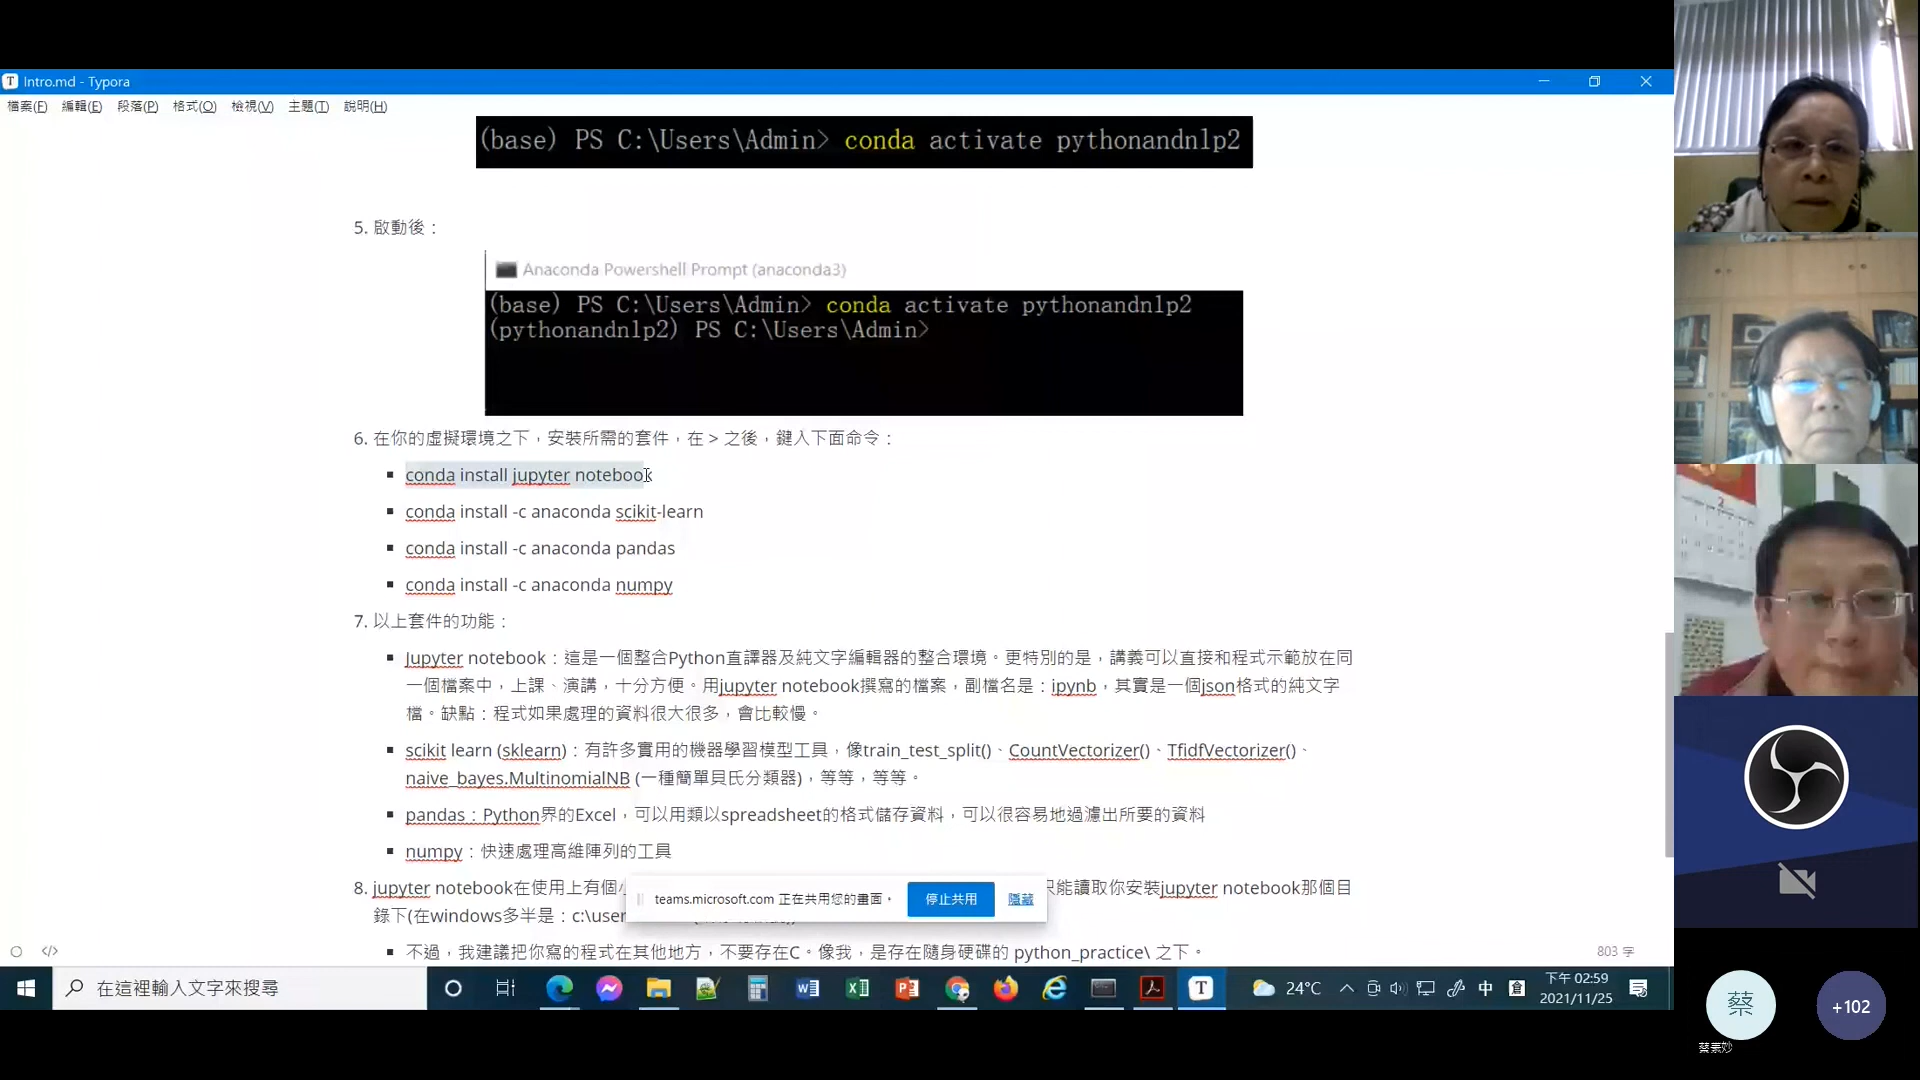 Intro.md - Typora
檔案(F) 編輯(E) 段落(P) 格式(O) 檢視(V) 主題(T) 說明(H)
(base) PS C:\Users\Admin> conda activate pythonandnlp2
5. 啟動後：
Anaconda Powershell Prompt (anaconda3)
(base) PS C:\Users\Admin> conda activate pythonandnlp2
(pythonandnlp2) PS C:\Users\Admin>
6. 在你的虛擬環境之下，安裝所需的套件，在 > 之後，鍵入下面命令：
conda install jupyter notebook
conda install -c anaconda scikit-learn
conda install -c anaconda pandas
conda install -c anaconda numpy
7. 以上套件的功能：
Jupyter notebook：這是一個整合Python直譯器及純文字編輯器的整合環境。更特別的是，講義可以直接和程式示範放在同
一個檔案中，上課、演講，十分方便。用jupyter notebook撰寫的檔案，副檔名是：ipynb，其實是一個json格式的純文字
檔。缺點：程式如果處理的資料很大很多，會比較慢。
scikit learn (sklearn)：有許多實用的機器學習模型工具，像train_test_split()、CountVectorizer()、TfidfVectorizer()、
naive_bayes.MultinomialNB (一種簡單貝氏分類器)，等等，等等。
pandas：Python界的Excel，可以用類以spreadsheet的格式儲存資料，可以很容易地過濾出所要的資料
numpy：快速處理高維陣列的工具
8. jupyter notebook在使用上有個小 只能讀取你安裝jupyter notebook那個目
錄下(在windows多半是：c:\user
teams.microsoft.com 正在共用您的畫面。 停止共用 隱藏
不過，我建議把你寫的程式在其他地方，不要存在C。像我，是存在隨身硬碟的 python_practice\ 之下。
803 字
在這裡輸入文字來搜尋
24°C
中
下午 02:59
2021/11/25
蔡
蔡素妙
+102